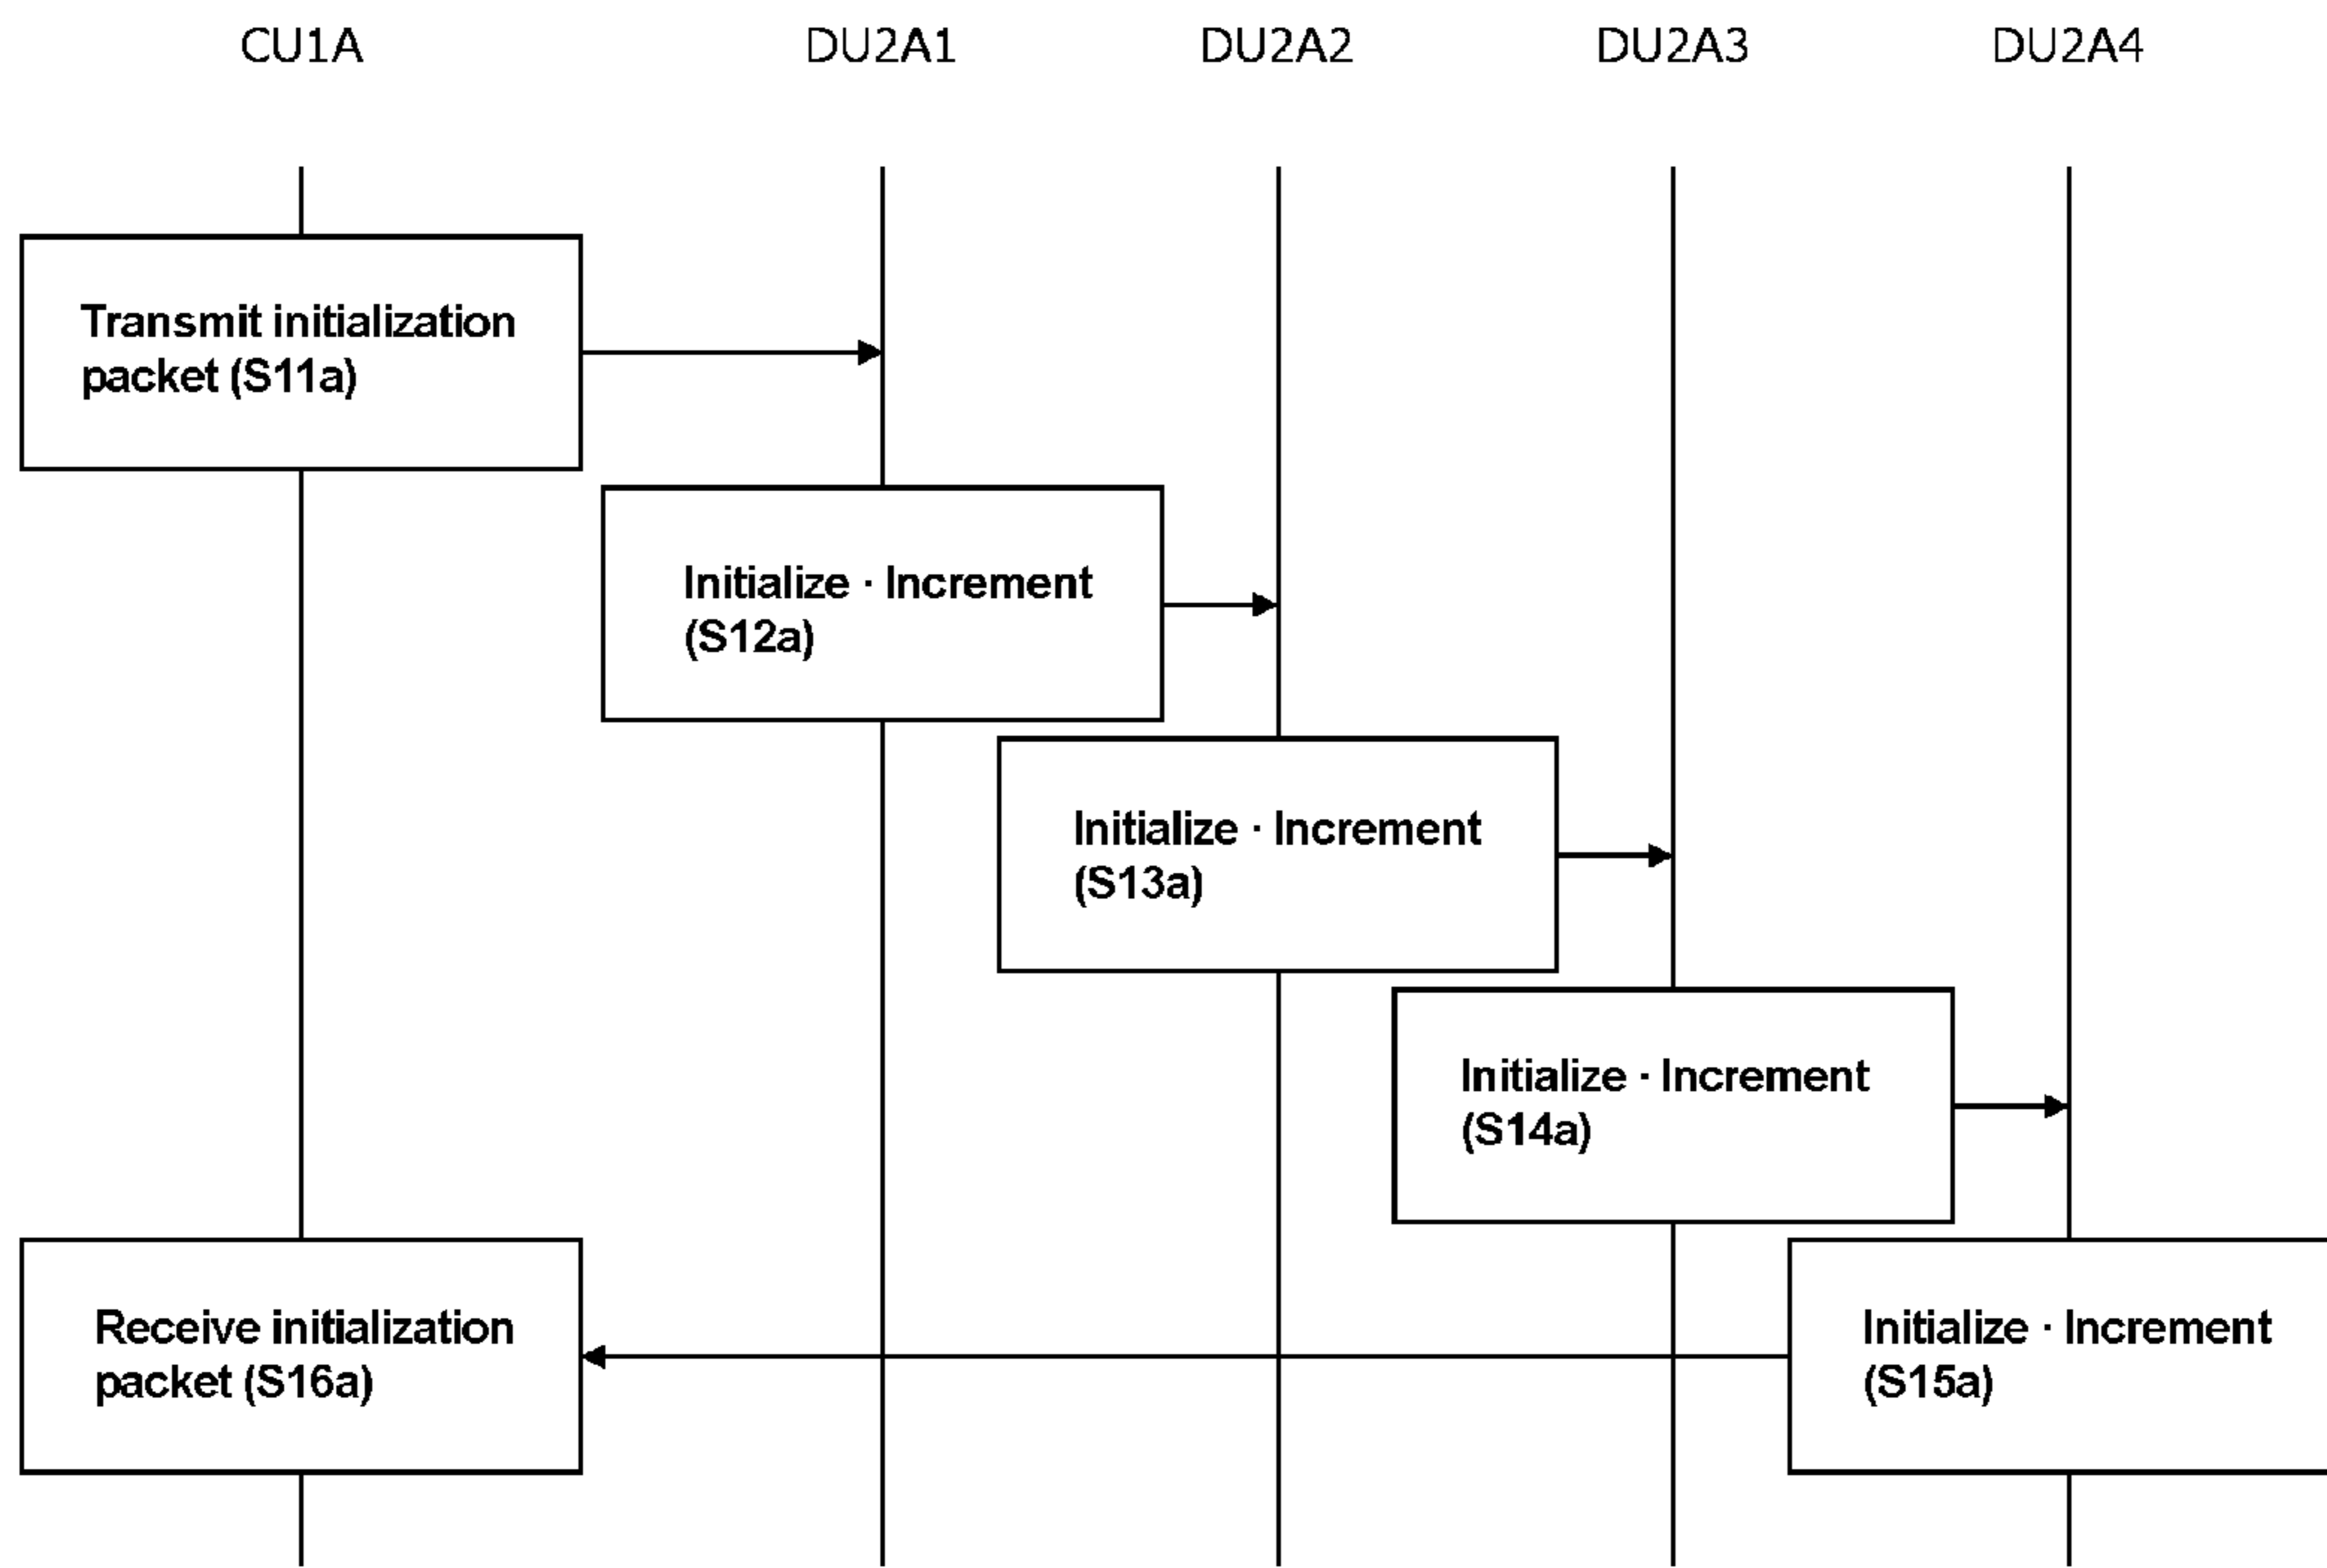 CU1A
DU2A1
DU2A2
DU2A3
DU2A4
Transmit initialization
packet (S11a)
Initialize · Increment
(S12a)
Initialize · Increment
(S13a)
Initialize · Increment
(S14a)
Receive initialization
packet (S16a)
Initialize · Increment
(S15a)